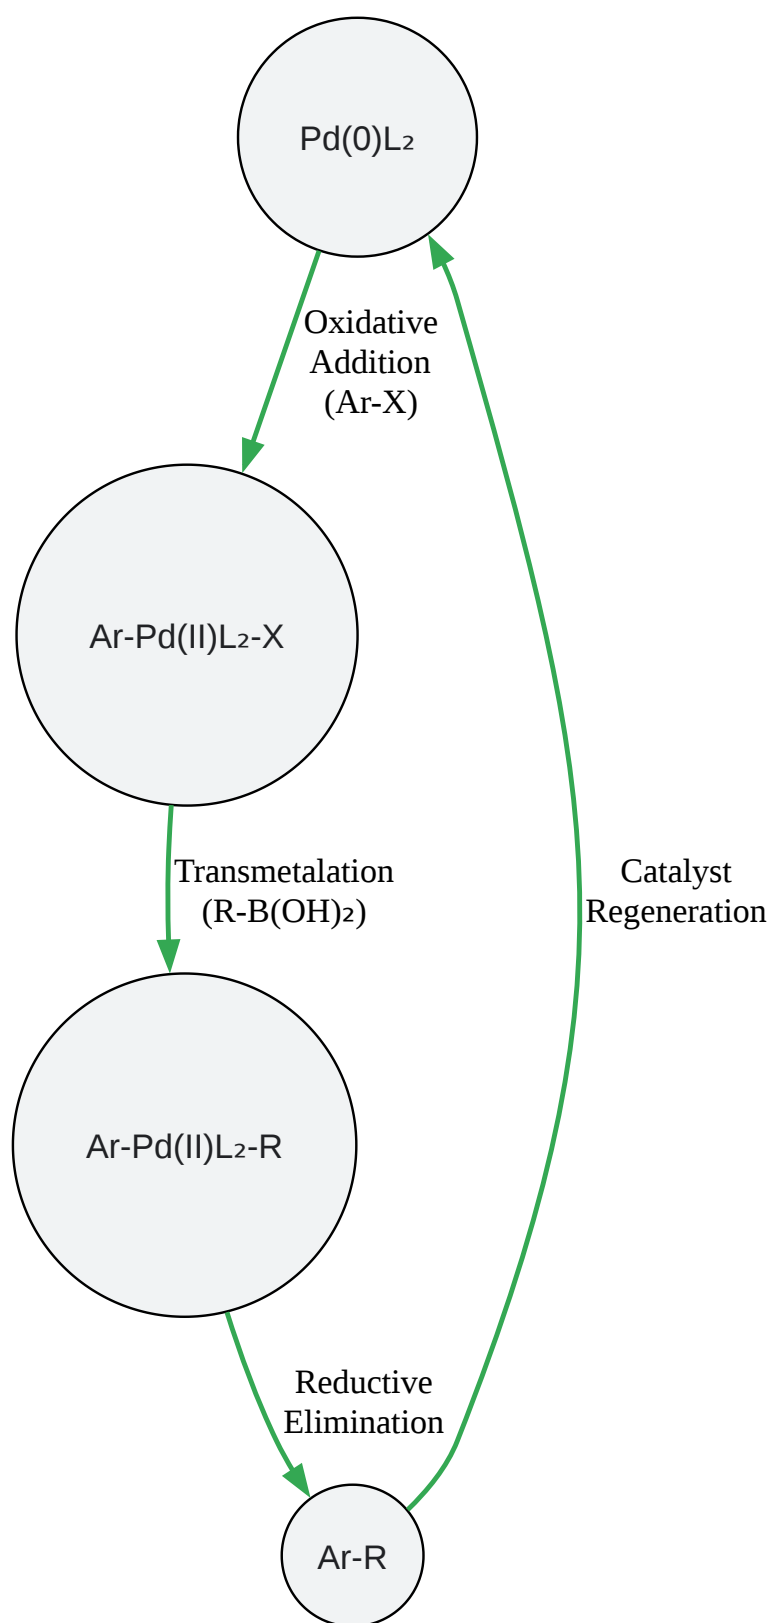 Pd(0)L₂
Oxidative
Addition
(Ar-X)
Ar-Pd(II)L₂-X
Transmetalation
(R-B(OH)₂)
Catalyst
Regeneration
Ar-Pd(II)L₂-R
Reductive
Elimination
Ar-R